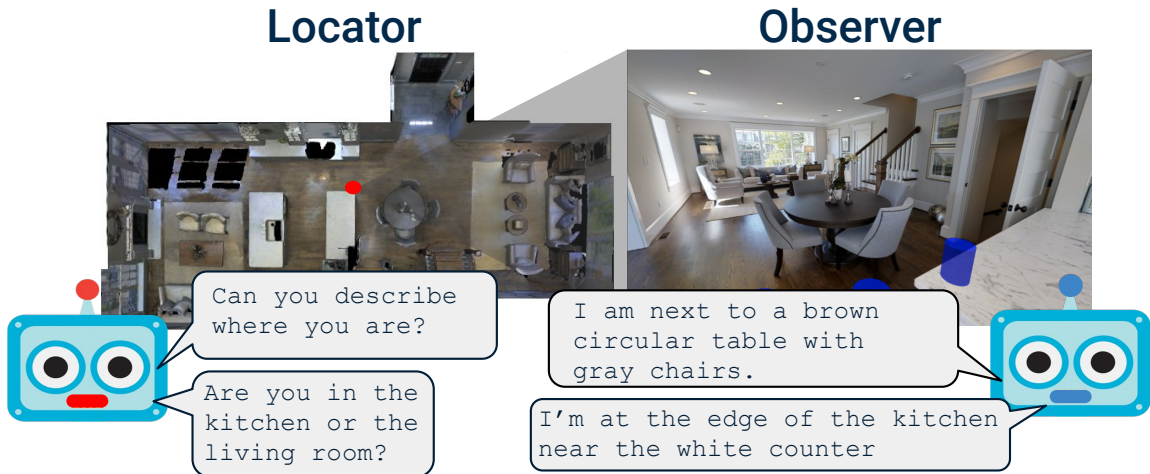 Locator
Observer
Can you describe
where you are?
I am next to a brown
circular table with
gray chairs.
Are you in the
kitchen or the
living room?
I'm at the edge of the kitchen
near the white counter